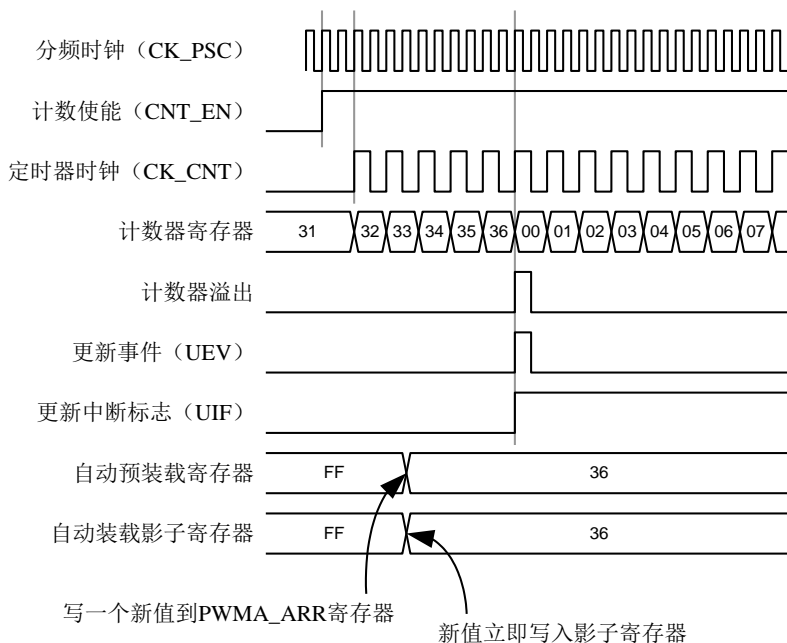 分频时钟（CK_PSC）
计数使能（CNT_EN）
定时器时钟（CK_CNT）
计数器寄存器 31 32 33 34 35 36 00 01 02 03 04 05 06 07
计数器溢出
更新事件（UEV）
更新中断标志（UIF）
自动预装载寄存器 FF 36
自动装载影子寄存器 FF 36
写一个新值到PWMA_ARR寄存器
新值立即写入影子寄存器